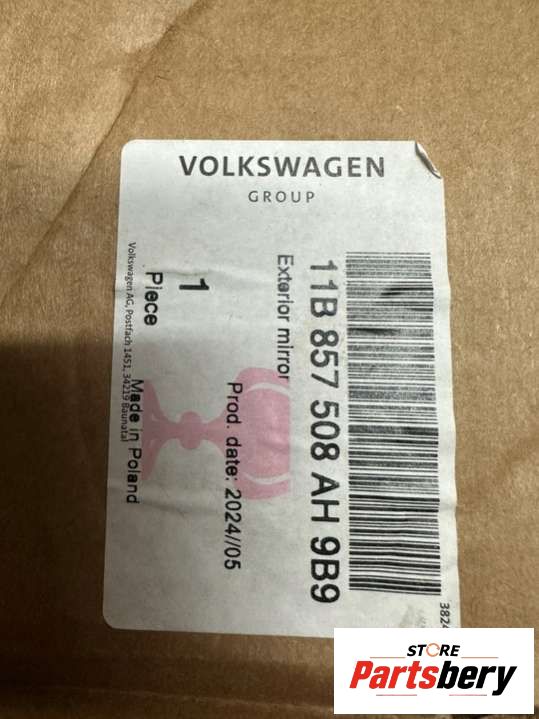 VOLKSWAGEN
GROUP
11B 857 508 AH 9B9
Exterior mirror
Prod. date: 2024//05
1
Piece
Made in Poland
Volkswagen AG, Postfach 1451, 34219 Baunatal
STORE
Partsbery